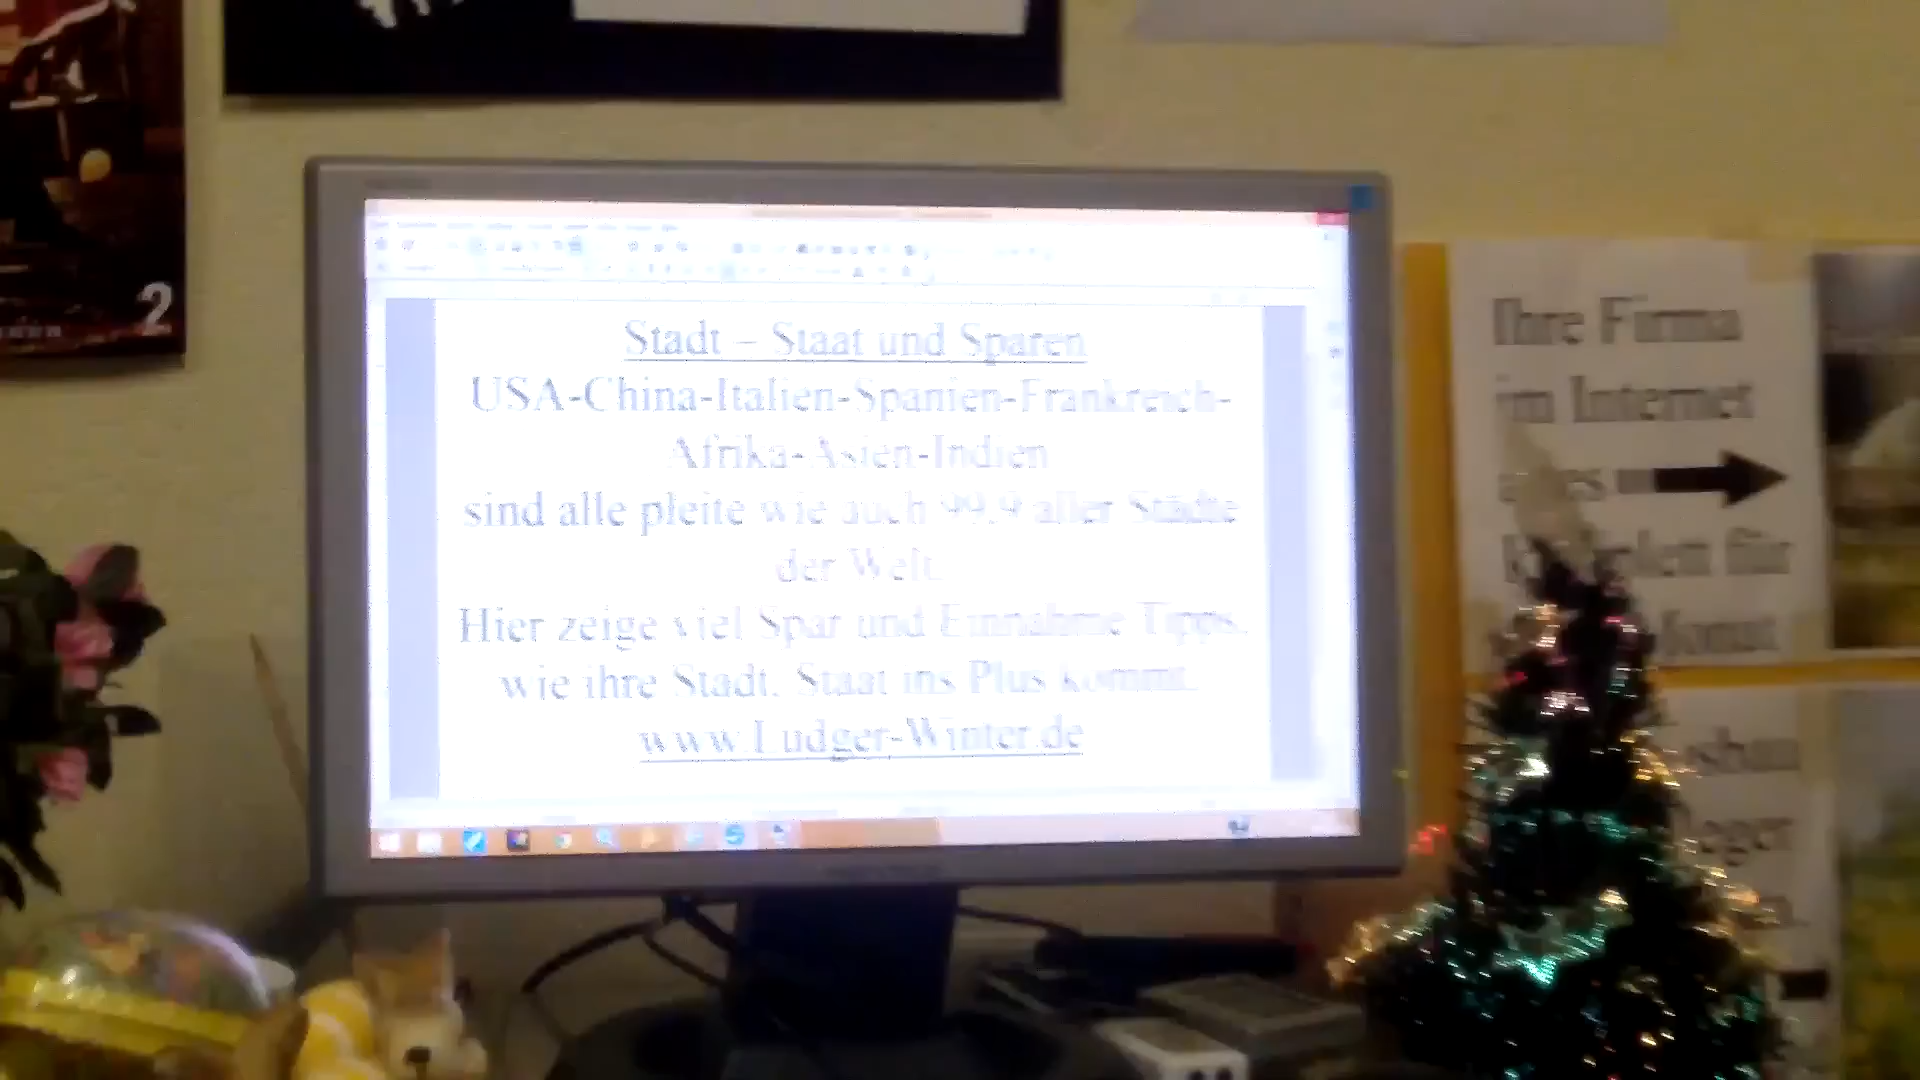 2
Stadt – Staat und Sparen
USA-China-Italien-Spanien-Frankreich-
Afrika-Asien-Indien
sind alle pleite wie auch 99.9 aller Städte
der Welt.
Hier zeige viel Spar und Einnahme Tipps.
wie ihre Stadt. Staat ins Plus kommt.
www.Ludger-Winter.de
Ihre Firma
im Internet
für